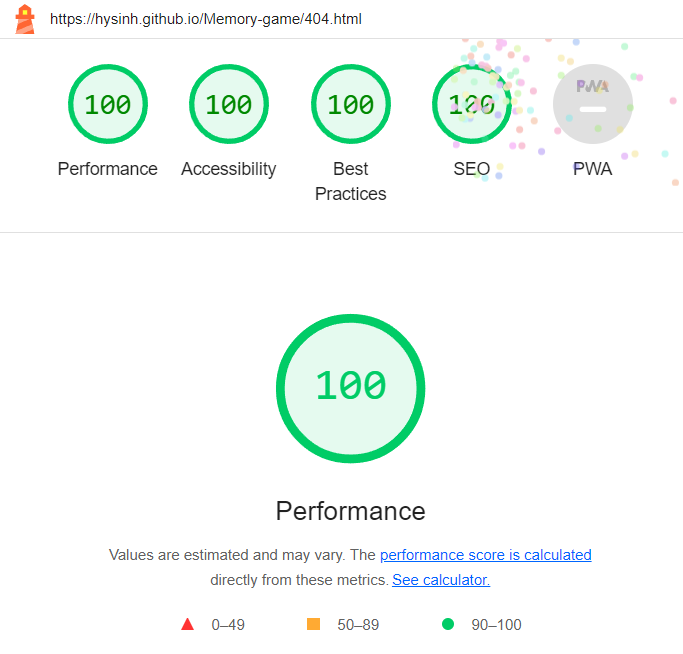 https://hysinh.github.io/Memory-game/404.html
100 100 100 100 PWA
Performance Accessibility Best Practices SEO PWA
100
Performance
Values are estimated and may vary. The performance score is calculated
directly from these metrics. See calculator.
0–49 50–89 90–100